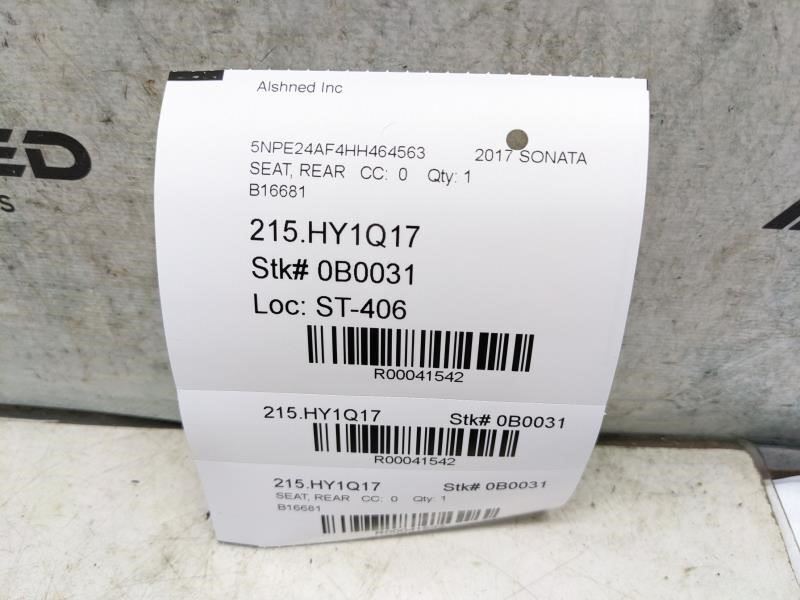 Alshned Inc
5NPE24AF4HH464563 2017 SONATA
SEAT, REAR CC: 0 Qty: 1
B16681
215.HY1Q17
Stk# 0B0031
Loc: ST-406
R00041542
215.HY1Q17 Stk# 0B0031
R00041542
215.HY1Q17 Stk# 0B0031
SEAT, REAR CC: 0 Qty: 1
B16681